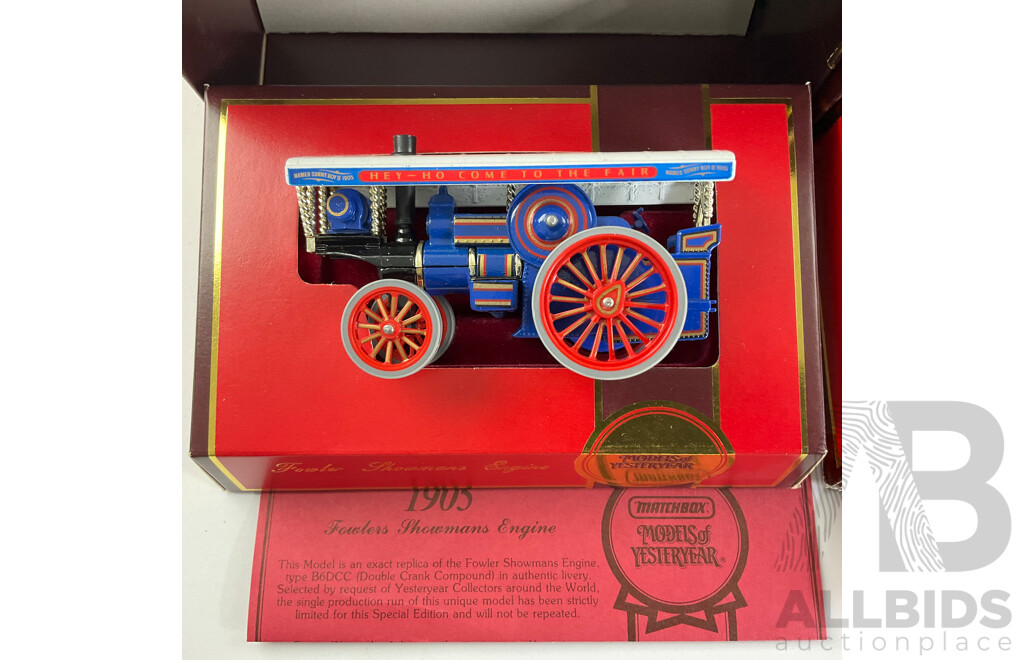 HEY-HO COME TO THE FAIR
Fowler Showmans Engine
MODELS of
YESTERYEAR
MATCHBOX
1905
Fowlers Showmans Engine
This Model is an exact replica of the Fowler Showmans Engine,
type B6DCC (Double Crank Compound) in authentic livery.
Selected by request of Yesteryear Collectors around the World,
the single production run of this unique model has been strictly
limited for this Special Edition and will not be repeated.
MATCHBOX
MODELS of
YESTERYEAR®
AB
ALLBIDS
auctionplace